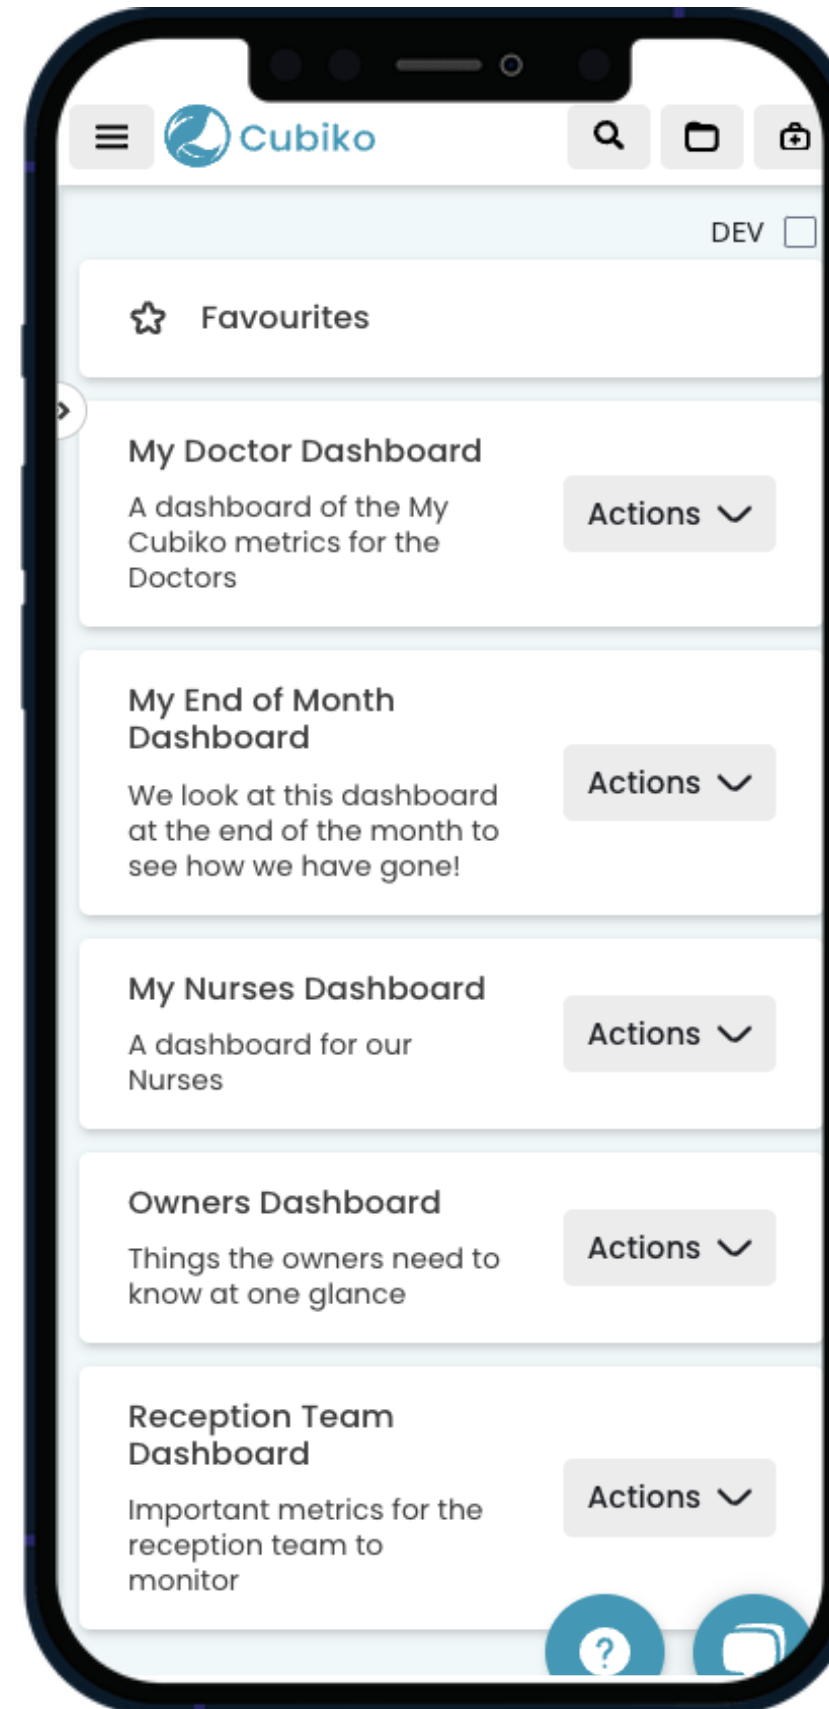 Cubiko
DEV
Favourites
My Doctor Dashboard
A dashboard of the My
Cubiko metrics for the
Doctors
Actions
My End of Month
Dashboard
We look at this dashboard
at the end of the month to
see how we have gone!
Actions
My Nurses Dashboard
A dashboard for our
Nurses
Actions
Owners Dashboard
Things the owners need to
know at one glance
Actions
Reception Team
Dashboard
Important metrics for the
reception team to
monitor
Actions
?